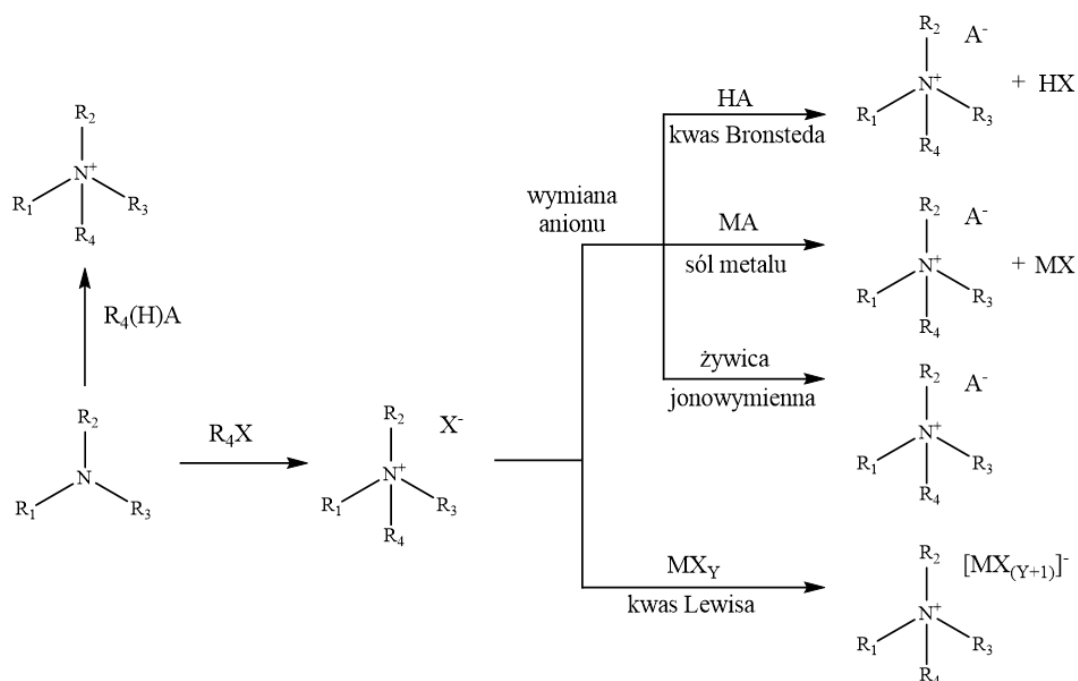 R2
N+
R1
R3
R4
R4(H)A
R2
N
R1
R3
R4X
R2
X-
N+
R1
R3
R4
wymiana
anionu
HA
kwas Bronsteda
R2
A-
N+
R1
R3
R4
+ HX
MA
sól metalu
R2
A-
N+
R1
R3
R4
+ MX
żywica
jonowymienna
R2
A-
N+
R1
R3
R4
MXY
kwas Lewisa
R2
[MX(Y+1)]-
N+
R1
R3
R4